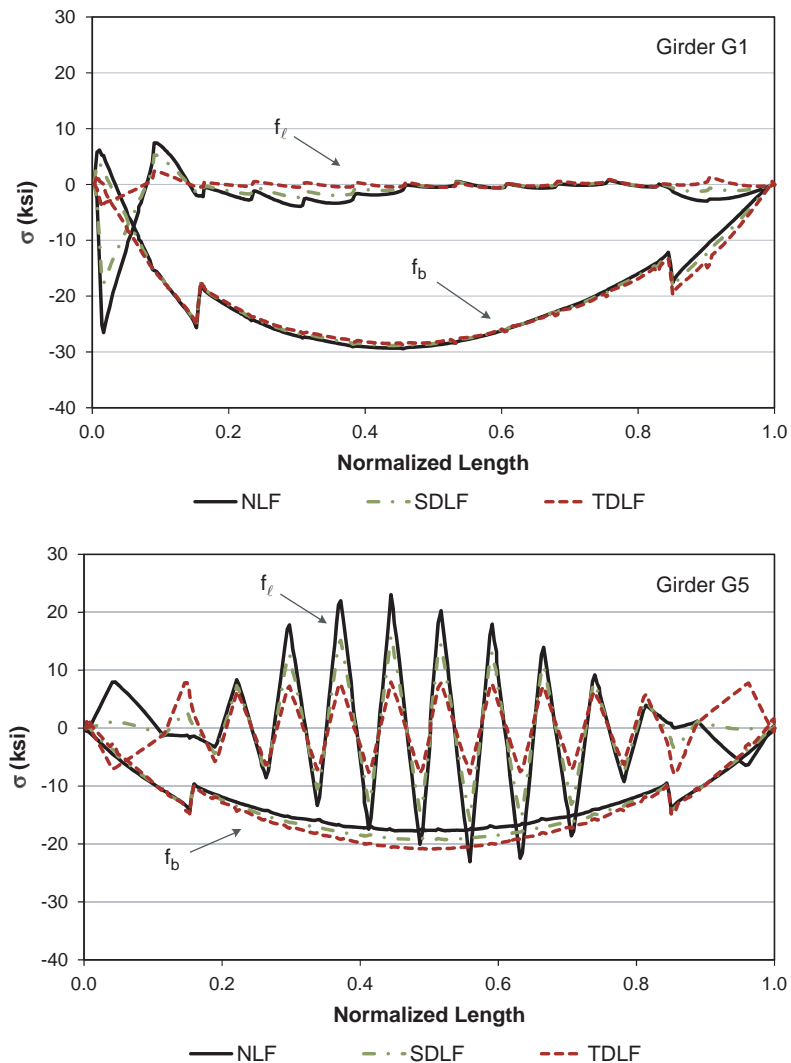 30
20
10
0
-10
-20
-30
-40
σ (ksi)
Girder G1
fℓ
fb
0.0 0.2 0.4 0.6 0.8 1.0
Normalized Length
NLF SDLF TDLF
30
20
10
0
-10
-20
-30
-40
σ (ksi)
Girder G5
fℓ
fb
0.0 0.2 0.4 0.6 0.8 1.0
Normalized Length
NLF SDLF TDLF